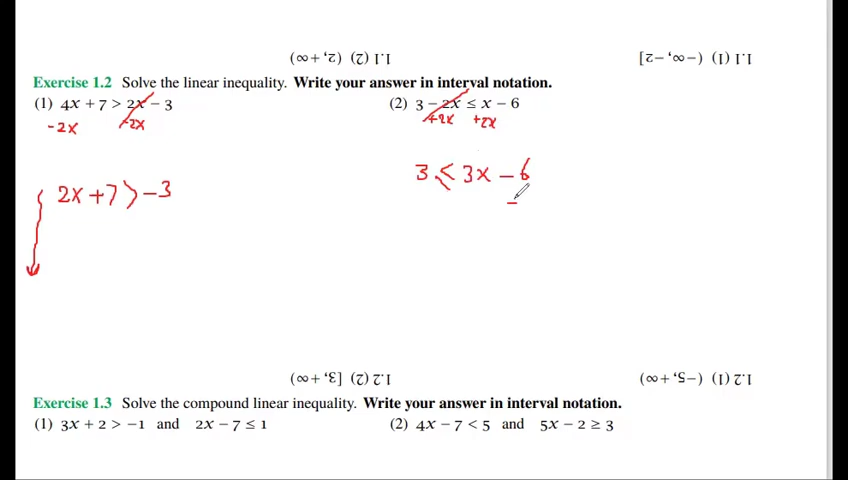 1.1 (2) (2, +∞) 1.1 (1) (−∞, −2]
Exercise 1.2 Solve the linear inequality. Write your answer in interval notation.
(1) 4x + 7 > 2x − 3 (2) 3 − 2x ≤ x − 6
-2x -2x +2x +2x
3 ≤ 3x - 6
2x + 7 > -3
1.2 (2) [3, +∞) 1.2 (1) (−5, +∞)
Exercise 1.3 Solve the compound linear inequality. Write your answer in interval notation.
(1) 3x + 2 > −1 and 2x − 7 ≤ 1 (2) 4x − 7 < 5 and 5x − 2 ≥ 3